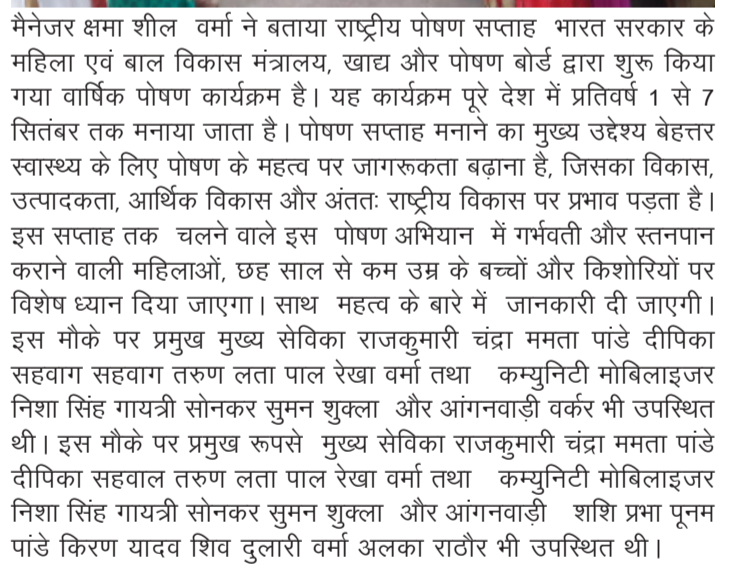 मैनेजर क्षमा शील वर्मा ने बताया राष्ट्रीय पोषण सप्ताह भारत सरकार के
महिला एवं बाल विकास मंत्रालय, खाद्य और पोषण बोर्ड द्वारा शुरू किया
गया वार्षिक पोषण कार्यक्रम है। यह कार्यक्रम पूरे देश में प्रतिवर्ष 1 से 7
सितंबर तक मनाया जाता है। पोषण सप्ताह मनाने का मुख्य उद्देश्य बेहत्तर
स्वास्थ्य के लिए पोषण के महत्व पर जागरूकता बढ़ाना है, जिसका विकास,
उत्पादकता, आर्थिक विकास और अंततः राष्ट्रीय विकास पर प्रभाव पड़ता है।
इस सप्ताह तक चलने वाले इस पोषण अभियान में गर्भवती और स्तनपान
कराने वाली महिलाओं, छह साल से कम उम्र के बच्चों और किशोरियों पर
विशेष ध्यान दिया जाएगा। साथ महत्व के बारे में जानकारी दी जाएगी।
इस मौके पर प्रमुख मुख्य सेविका राजकुमारी चंद्रा ममता पांडे दीपिका
सहवाग सहवाग तरुण लता पाल रेखा वर्मा तथा कम्युनिटी मोबिलाइजर
निशा सिंह गायत्री सोनकर सुमन शुक्ला और आंगनवाड़ी वर्कर भी उपस्थित
थी। इस मौके पर प्रमुख रूपसे मुख्य सेविका राजकुमारी चंद्रा ममता पांडे
दीपिका सहवाल तरुण लता पाल रेखा वर्मा तथा कम्युनिटी मोबिलाइजर
निशा सिंह गायत्री सोनकर सुमन शुक्ला और आंगनवाड़ी शशि प्रभा पूनम
पांडे किरण यादव शिव दुलारी वर्मा अलका राठौर भी उपस्थित थी।